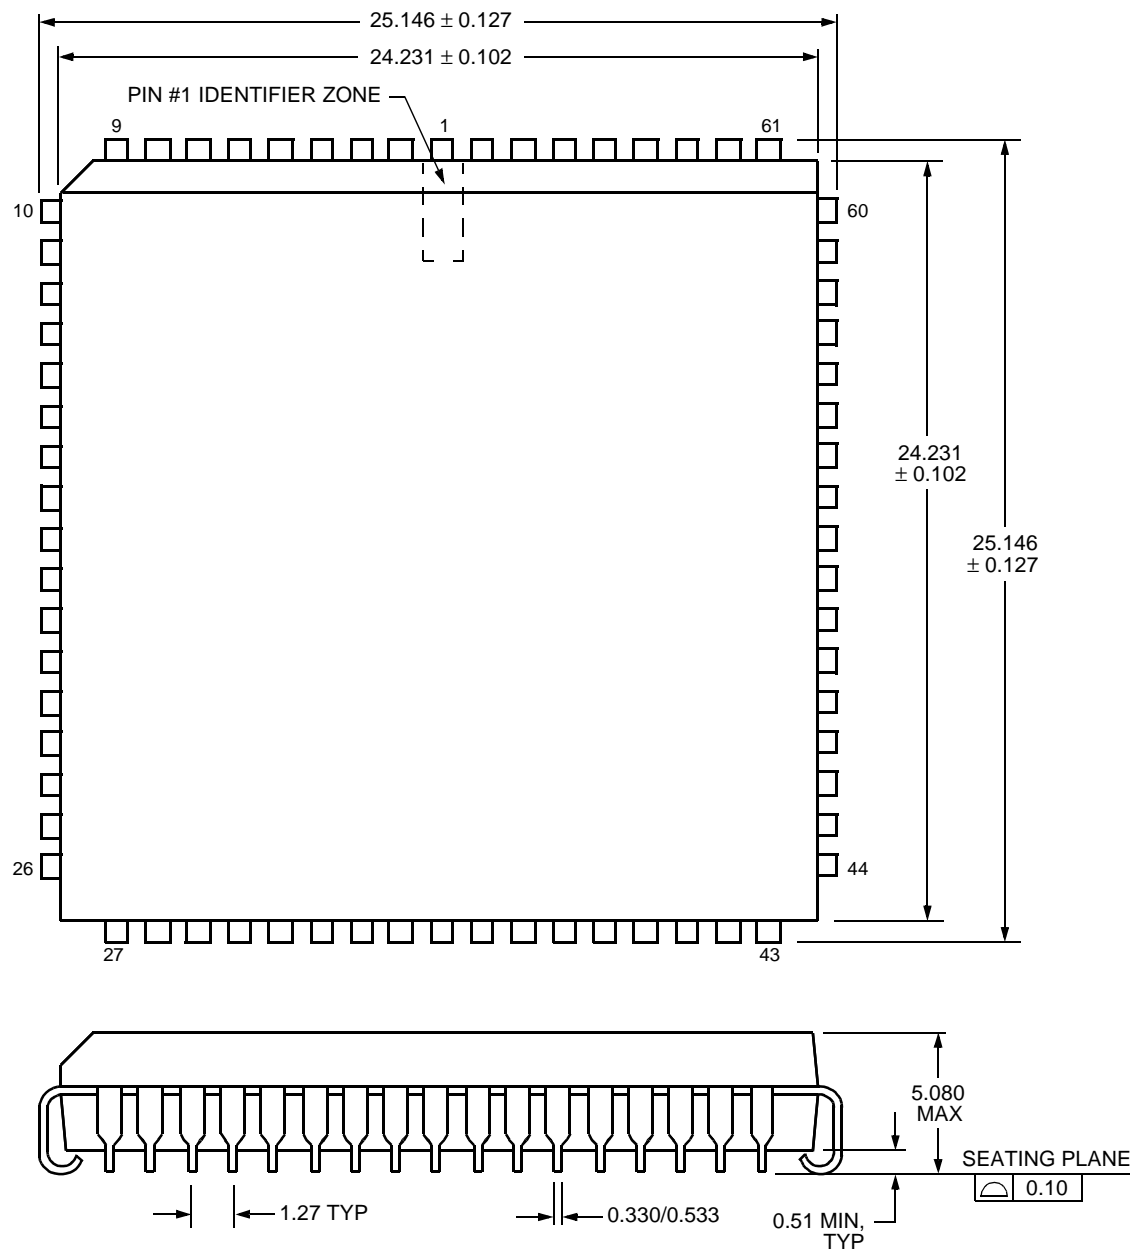 25.146 ± 0.127
24.231 ± 0.102
PIN #1 IDENTIFIER ZONE
9
1
61
10
60
24.231
± 0.102
25.146
± 0.127
26
44
27
43
5.080
MAX
SEATING PLANE
0.10
1.27 TYP
0.330/0.533
0.51 MIN,
TYP